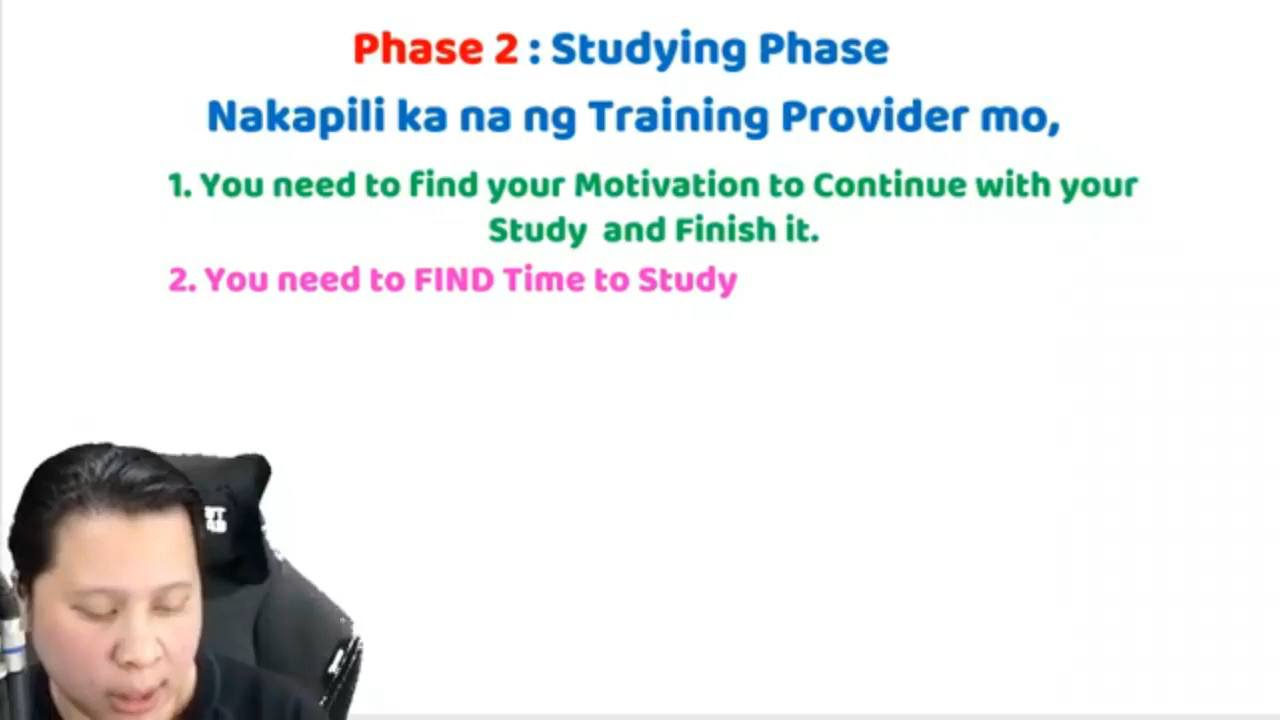 Phase 2 : Studying Phase
Nakapili ka na ng Training Provider mo,
1. You need to find your Motivation to Continue with your
Study and Finish it.
2. You need to FIND Time to Study